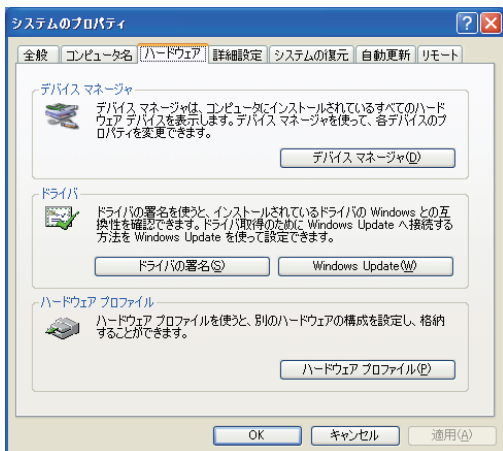 システムのプロパティ
全般 コンピュータ名 ハードウェア 詳細設定 システムの復元 自動更新 リモート
デバイス マネージャ
デバイス マネージャは、コンピュータにインストールされているすべてのハード
ウェア デバイスを表示します。デバイス マネージャを使って、各デバイスのプ
ロパティを変更できます。
デバイス マネージャ(D)
ドライバ
ドライバの署名を使うと、インストールされているドライバの Windows との互
換性を確認できます。ドライバ取得のために Windows Update へ接続する
方法を Windows Update を使って設定できます。
ドライバの署名(S) Windows Update(W)
ハードウェア プロファイル
ハードウェア プロファイルを使うと、別のハードウェアの構成を設定し、格納
することができます。
ハードウェア プロファイル(P)
OK キャンセル 適用(A)